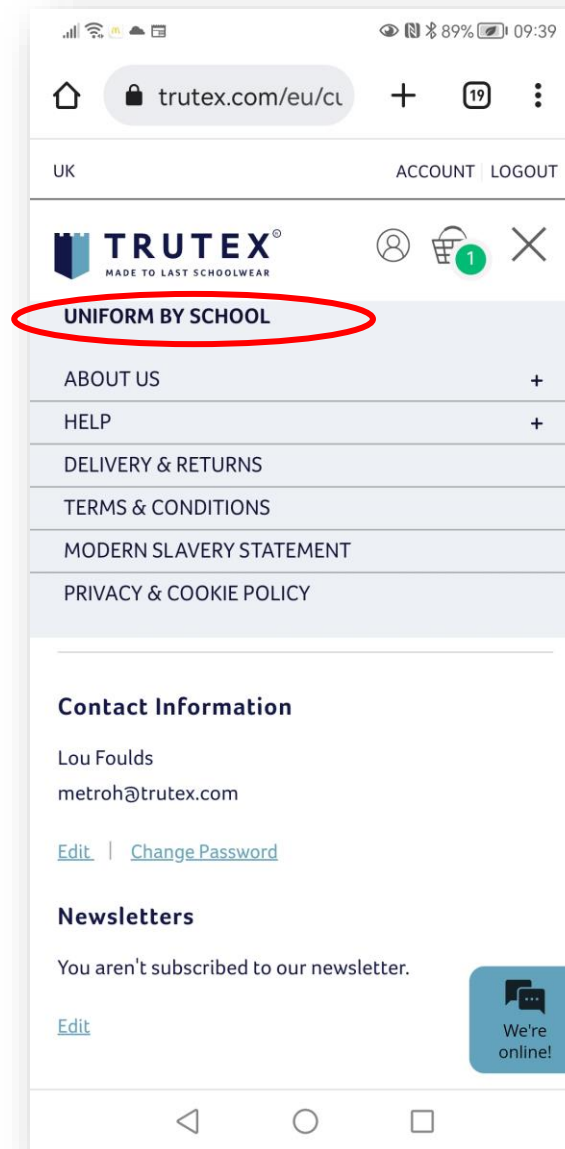 89% 09:39
trutex.com/eu/cu
19
UK ACCOUNT LOGOUT
TRUTEX®
MADE TO LAST SCHOOLWEAR
1
UNIFORM BY SCHOOL
ABOUT US +
HELP +
DELIVERY & RETURNS
TERMS & CONDITIONS
MODERN SLAVERY STATEMENT
PRIVACY & COOKIE POLICY
Contact Information
Lou Foulds
metroh@trutex.com
Edit | Change Password
Newsletters
You aren't subscribed to our newsletter.
Edit
We're
online!